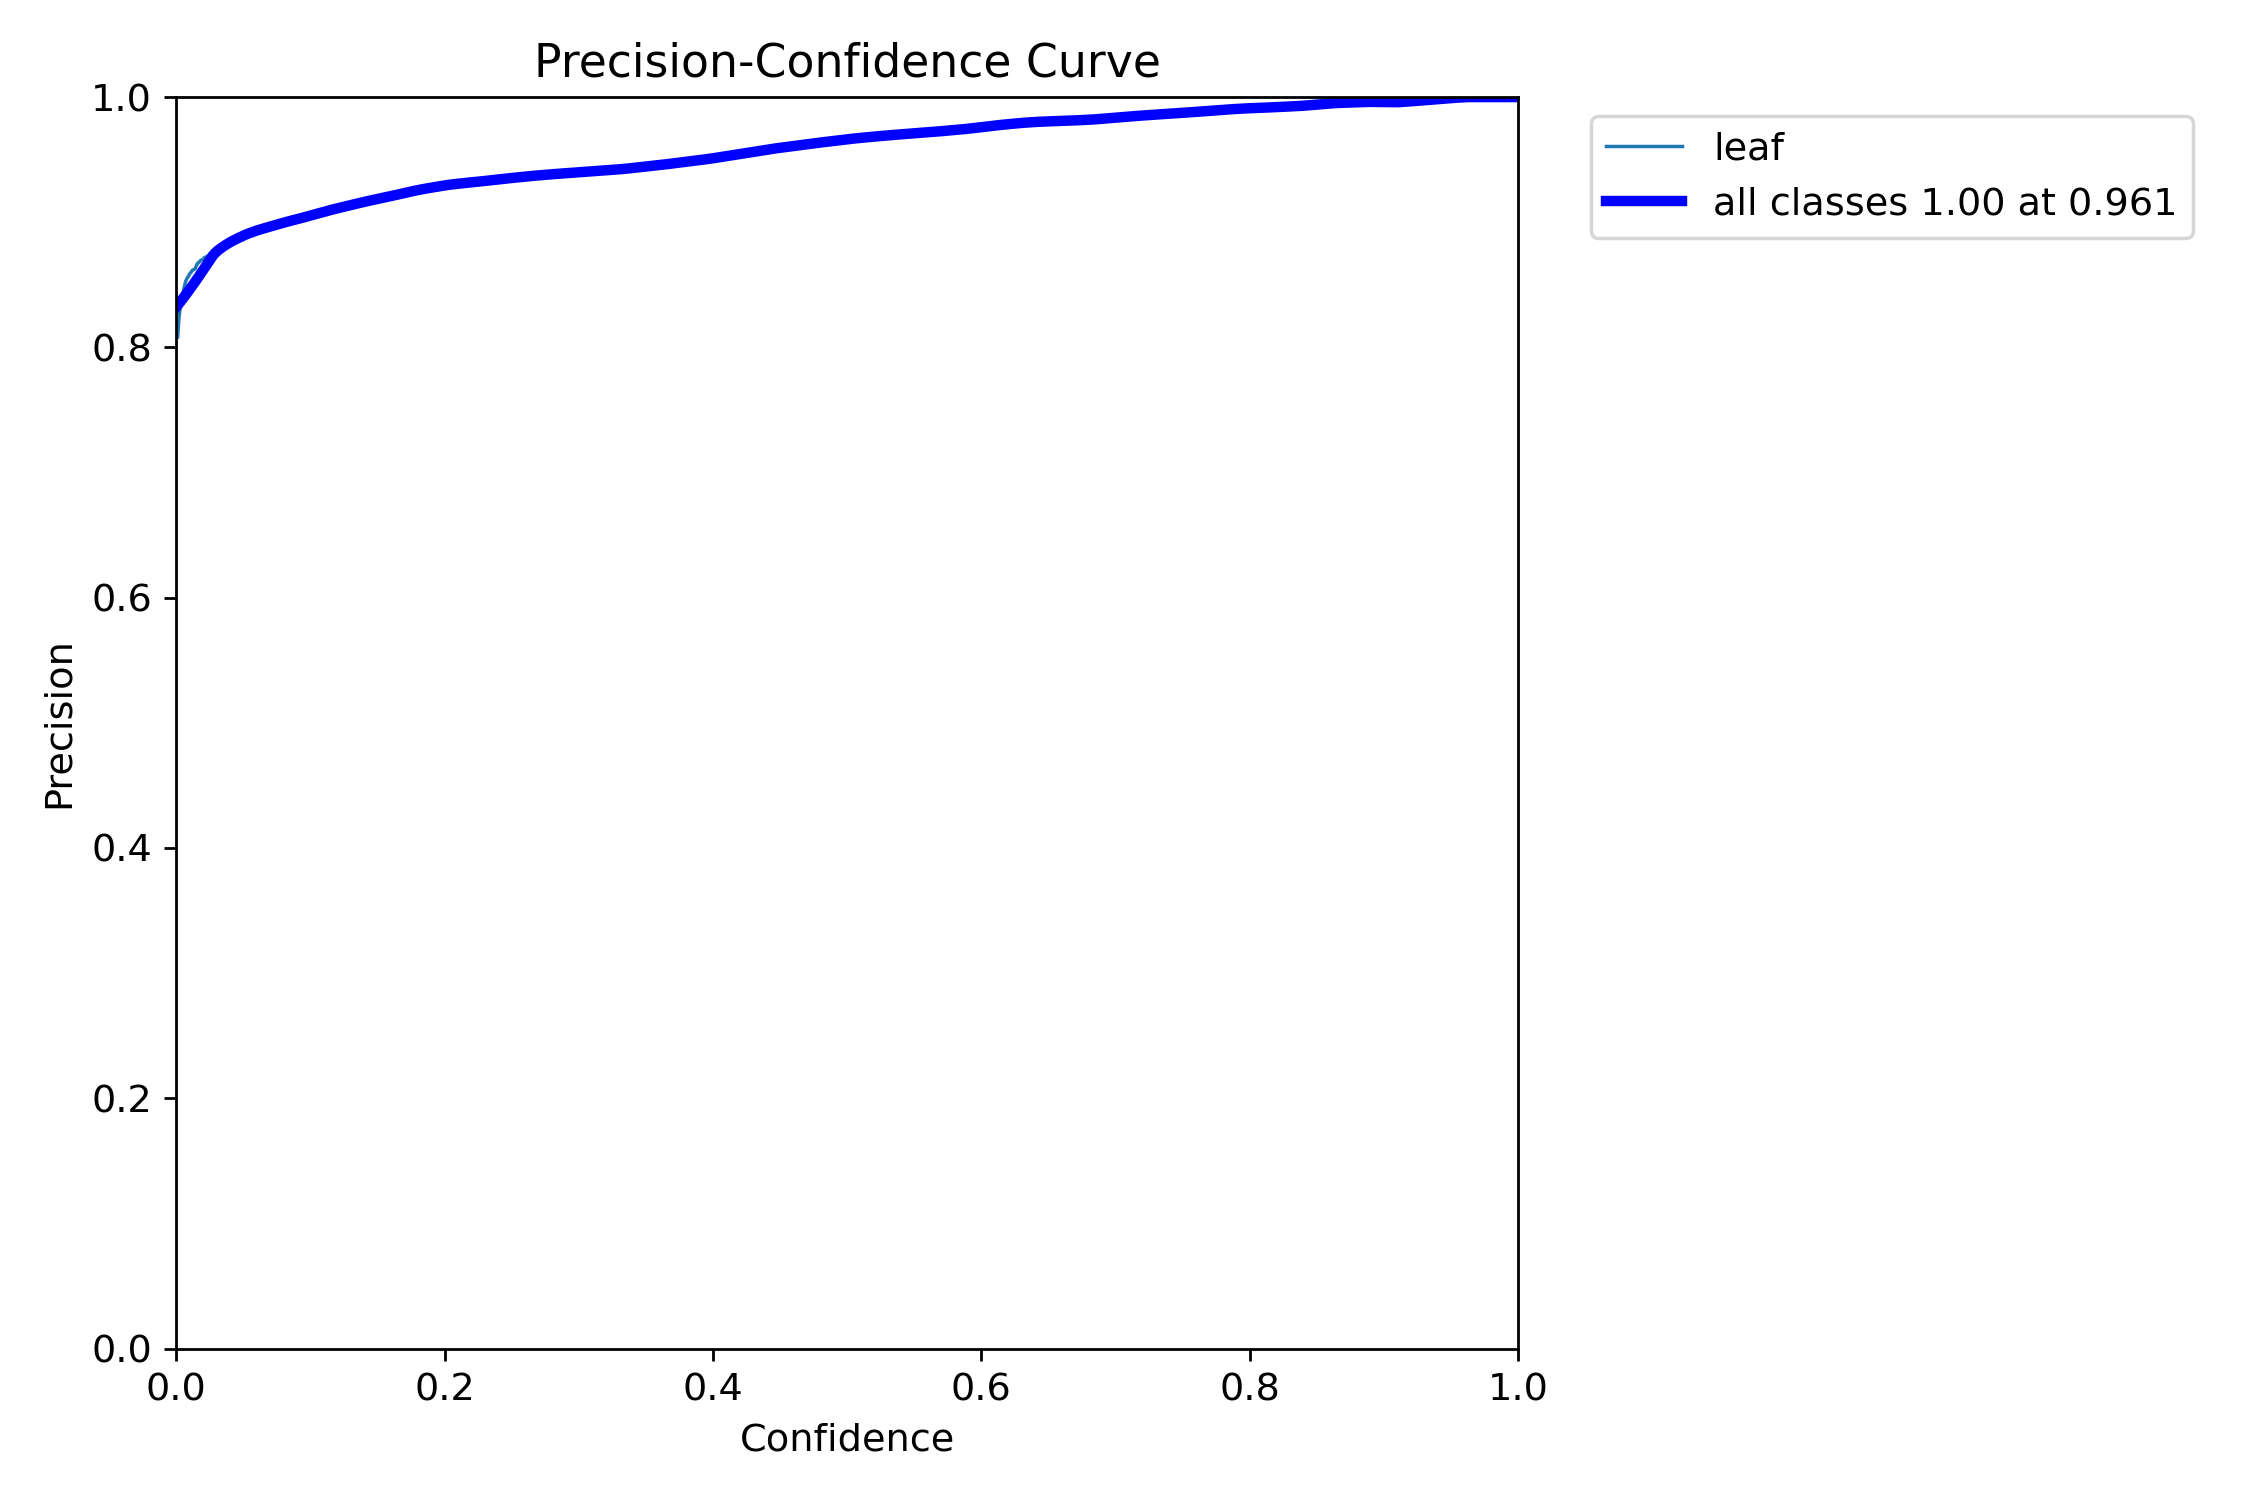 Precision-Confidence Curve
1.0
0.8
0.6
0.4
0.2
0.0
Precision
0.0 0.2 0.4 0.6 0.8 1.0
Confidence
leaf
all classes 1.00 at 0.961